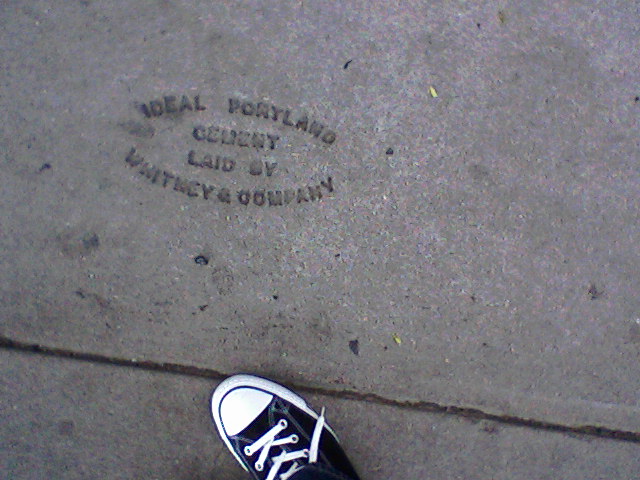 IDEAL PORTLAND
CEMENT
LAID BY
WHITNEY & COMPANY